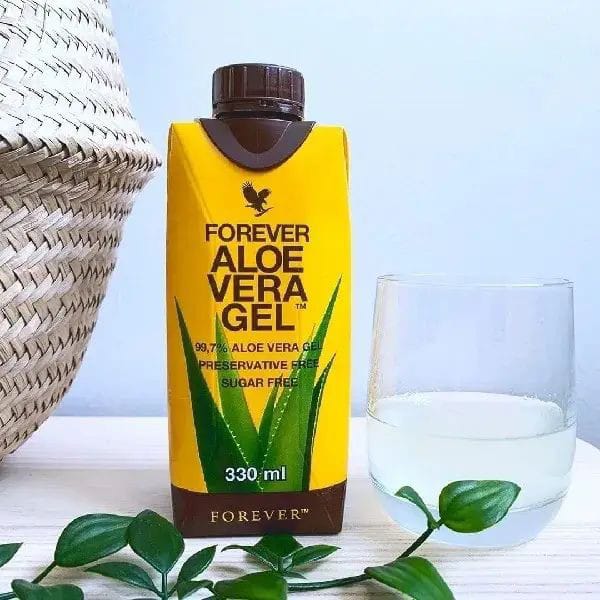 FOREVER
ALOE
VERA
GEL™
99,7% ALOE VERA GEL
PRESERVATIVE FREE
SUGAR FREE
330 ml
FOREVER™